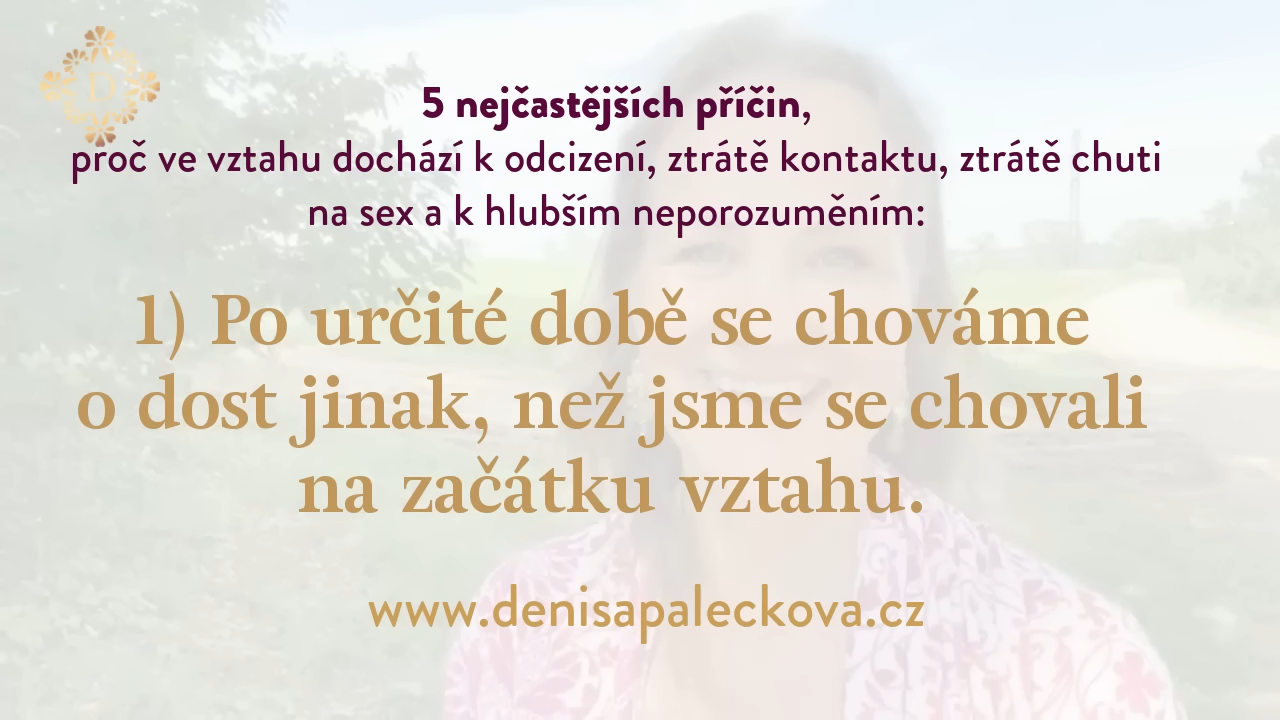 D
5 nejčastějších příčin,
proč ve vztahu dochází k odcizení, ztrátě kontaktu, ztrátě chuti
na sex a k hlubším neporozuměním:
1) Po určité době se chováme
o dost jinak, než jsme se chovali
na začátku vztahu.
www.denisapaleckova.cz